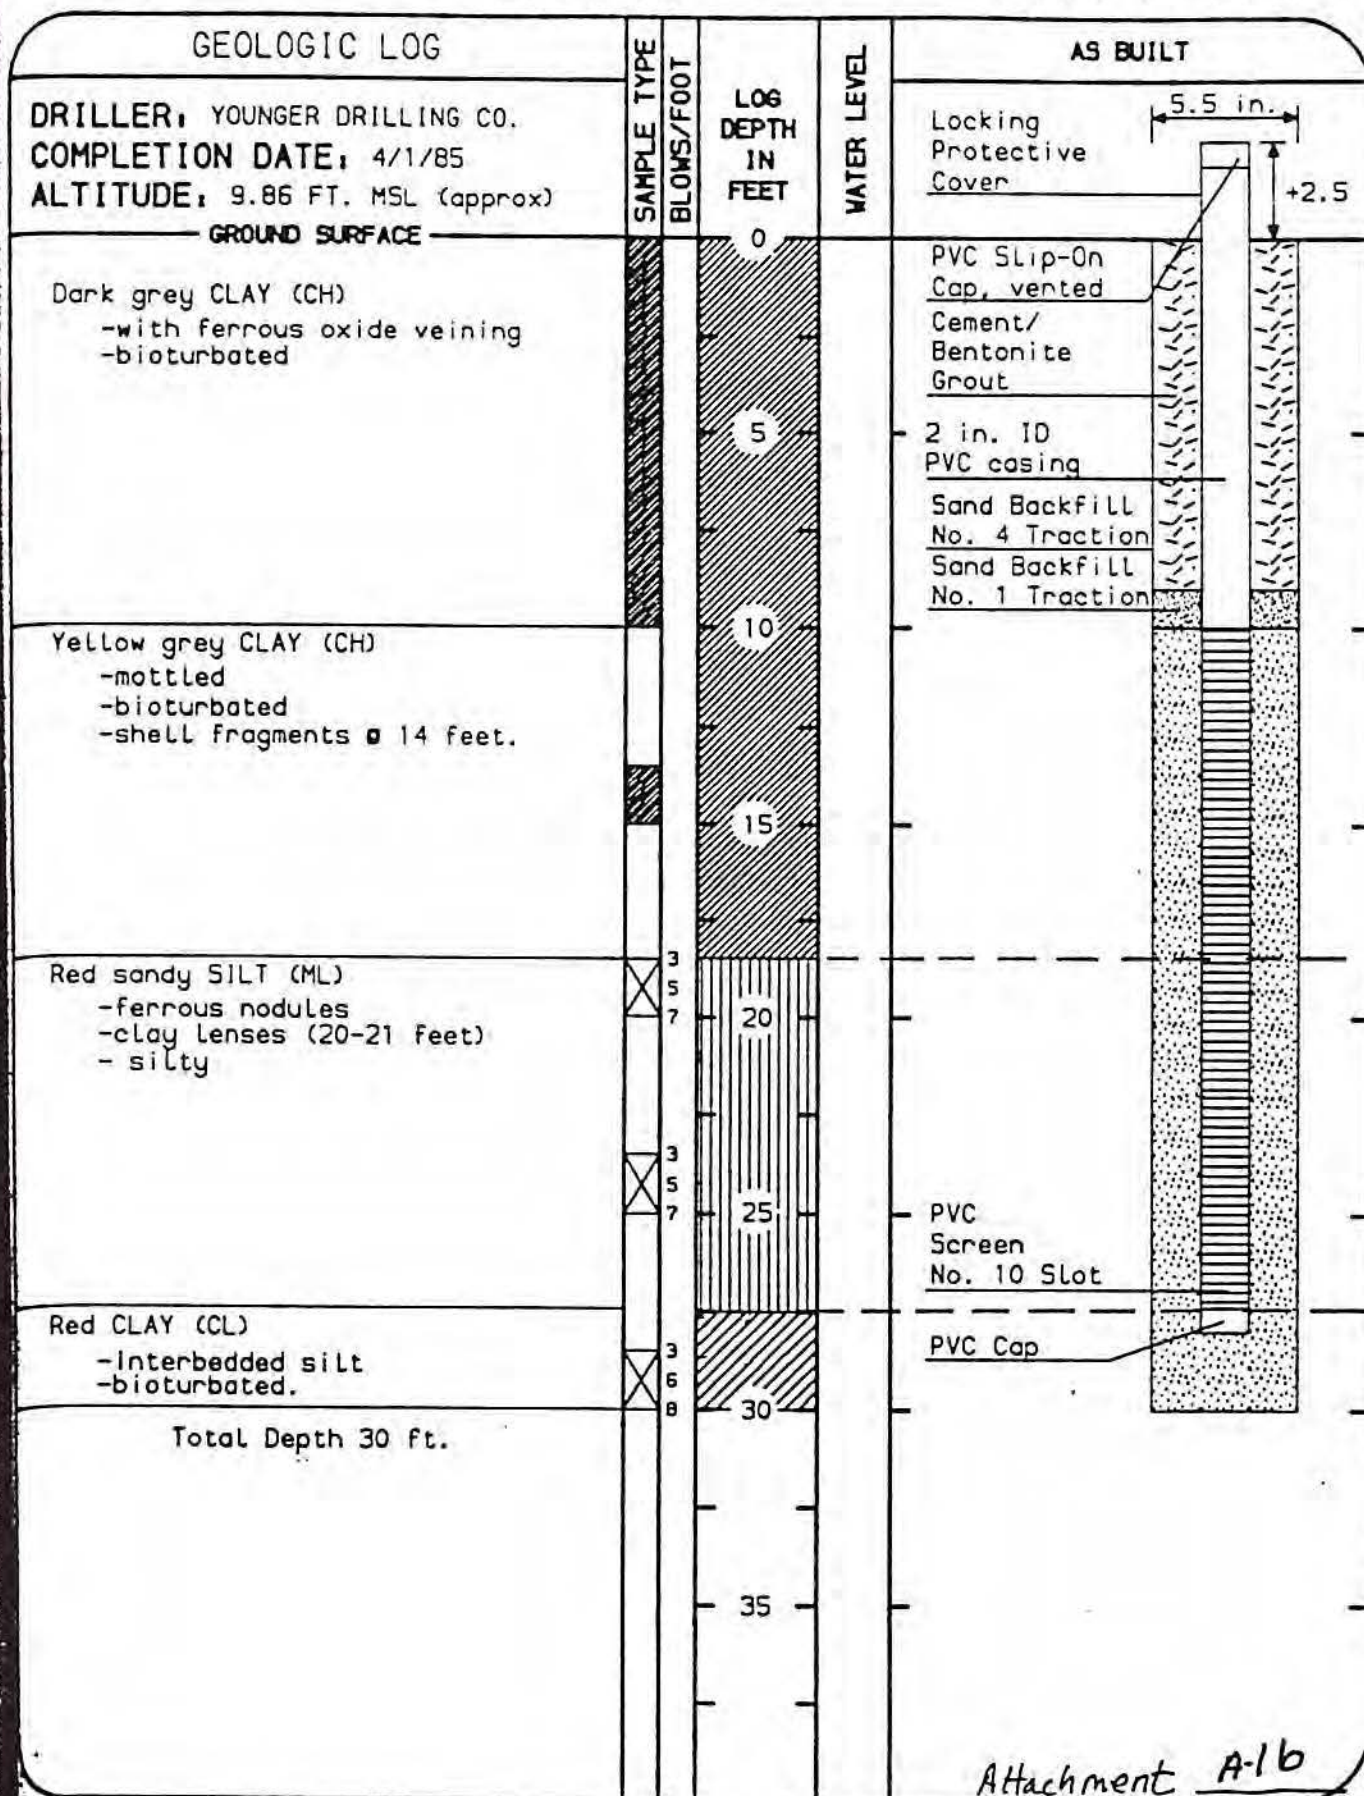 GEOLOGIC LOG
SAMPLE TYPE
BLOWS/FOOT
LOG
DEPTH
IN
FEET
WATER LEVEL
AS BUILT
DRILLER: YOUNGER DRILLING CO.
COMPLETION DATE: 4/1/85
ALTITUDE: 9.86 FT. MSL (approx)
GROUND SURFACE
Dark grey CLAY (CH)
-with ferrous oxide veining
-bioturbated
Yellow grey CLAY (CH)
-mottled
-bioturbated
-shell fragments @ 14 feet.
Red sandy SILT (ML)
-ferrous nodules
-clay lenses (20-21 feet)
- silty
Red CLAY (CL)
-interbedded silt
-bioturbated.
Total Depth 30 ft.
3
5
7
3
5
7
3
6
8
0
5
10
15
20
25
30
35
5.5 in.
+2.5
Locking
Protective
Cover
PVC Slip-On
Cap, vented
Cement/
Bentonite
Grout
2 in. ID
PVC casing
Sand Backfill
No. 4 Traction
Sand Backfill
No. 1 Traction
PVC
Screen
No. 10 Slot
PVC Cap
Attachment A-1b